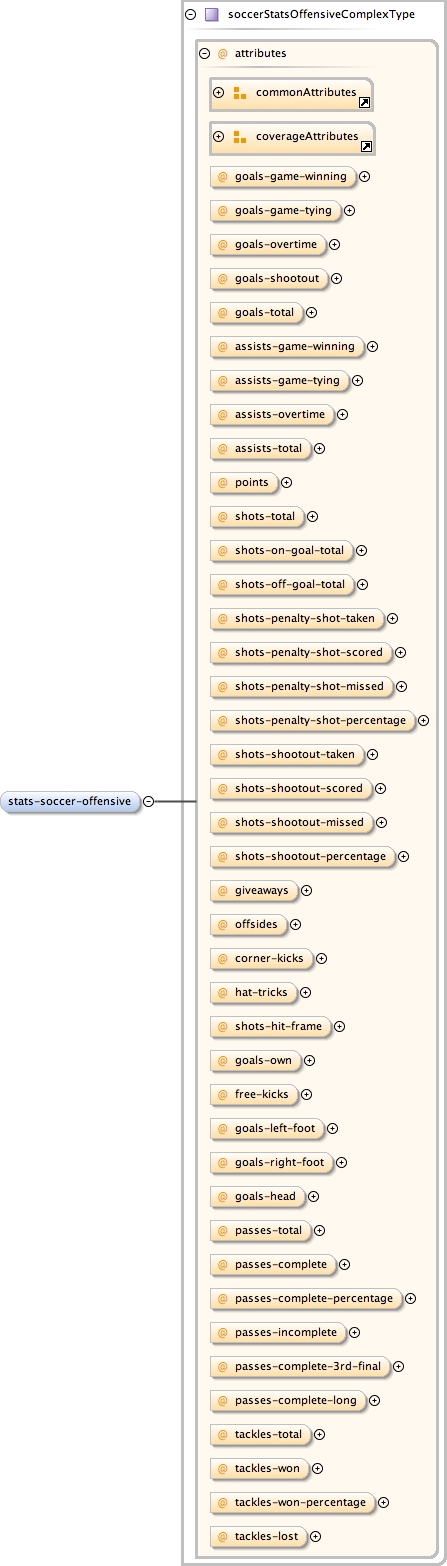 soccerStatsOffensiveComplexType
@ attributes
commonAttributes
coverageAttributes
@ goals-game-winning
@ goals-game-tying
@ goals-overtime
@ goals-shootout
@ goals-total
@ assists-game-winning
@ assists-game-tying
@ assists-overtime
@ assists-total
@ points
@ shots-total
@ shots-on-goal-total
@ shots-off-goal-total
@ shots-penalty-shot-taken
@ shots-penalty-shot-scored
@ shots-penalty-shot-missed
@ shots-penalty-shot-percentage
@ shots-shootout-taken
@ shots-shootout-scored
stats-soccer-offensive
@ shots-shootout-missed
@ shots-shootout-percentage
@ giveaways
@ offsides
@ corner-kicks
@ hat-tricks
@ shots-hit-frame
@ goals-own
@ free-kicks
@ goals-left-foot
@ goals-right-foot
@ goals-head
@ passes-total
@ passes-complete
@ passes-complete-percentage
@ passes-incomplete
@ passes-complete-3rd-final
@ passes-complete-long
@ tackles-total
@ tackles-won
@ tackles-won-percentage
@ tackles-lost